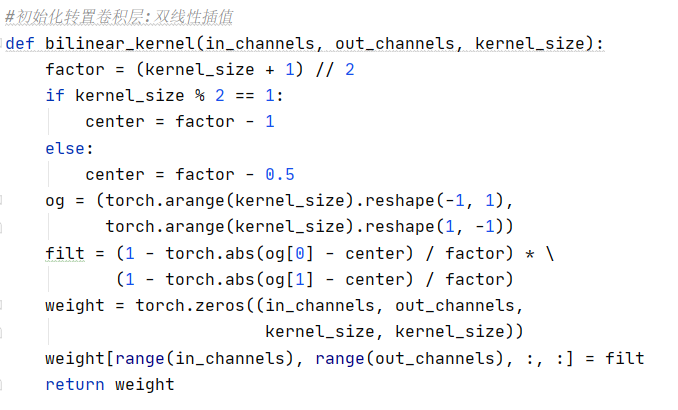 #初始化转置卷积层:双线性插值
def bilinear_kernel(in_channels, out_channels, kernel_size):
    factor = (kernel_size + 1) // 2
    if kernel_size % 2 == 1:
        center = factor - 1
    else:
        center = factor - 0.5
    og = (torch.arange(kernel_size).reshape(-1, 1),
          torch.arange(kernel_size).reshape(1, -1))
    filt = (1 - torch.abs(og[0] - center) / factor) * \
           (1 - torch.abs(og[1] - center) / factor)
    weight = torch.zeros((in_channels, out_channels,
                          kernel_size, kernel_size))
    weight[range(in_channels), range(out_channels), :, :] = filt
    return weight